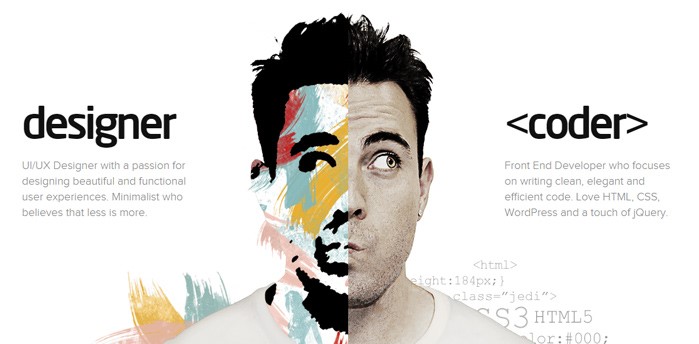 designer
UI/UX Designer with a passion for
designing beautiful and functional
user experiences. Minimalist who
believes that less is more.
<coder>
Front End Developer who focuses
on writing clean, elegant and
efficient code. Love HTML, CSS,
WordPress and a touch of jQuery.
<html>
eight:184px;}
class="jedi">
CSS3 HTML5
lor:#000;